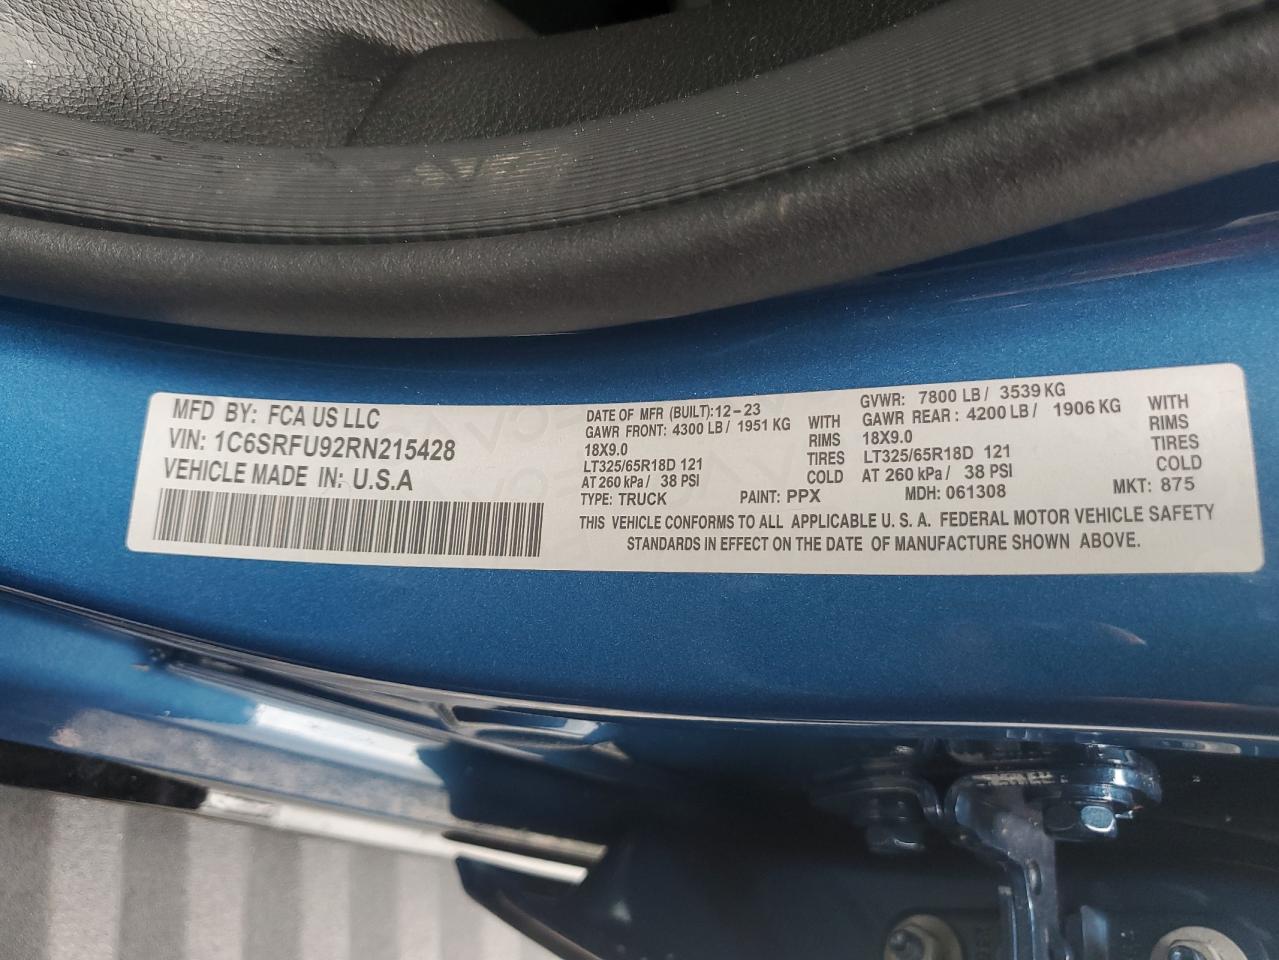 MFD BY: FCA US LLC
VIN: 1C6SRFU92RN215428
VEHICLE MADE IN: U.S.A
DATE OF MFR (BUILT):12-23
GAWR FRONT: 4300 LB/ 1951 KG WITH
18X9.0 RIMS
LT325/65R18D 121 TIRES
AT 260 kPa/ 38 PSI COLD
TYPE: TRUCK PAINT: PPX
GVWR: 7800 LB/ 3539 KG
GAWR REAR: 4200 LB/ 1906 KG WITH
18X9.0 RIMS
LT325/65R18D 121 TIRES
AT 260 kPa/ 38 PSI COLD
MDH: 061308 MKT: 875
THIS VEHICLE CONFORMS TO ALL APPLICABLE U.S.A. FEDERAL MOTOR VEHICLE SAFETY
STANDARDS IN EFFECT ON THE DATE OF MANUFACTURE SHOWN ABOVE.